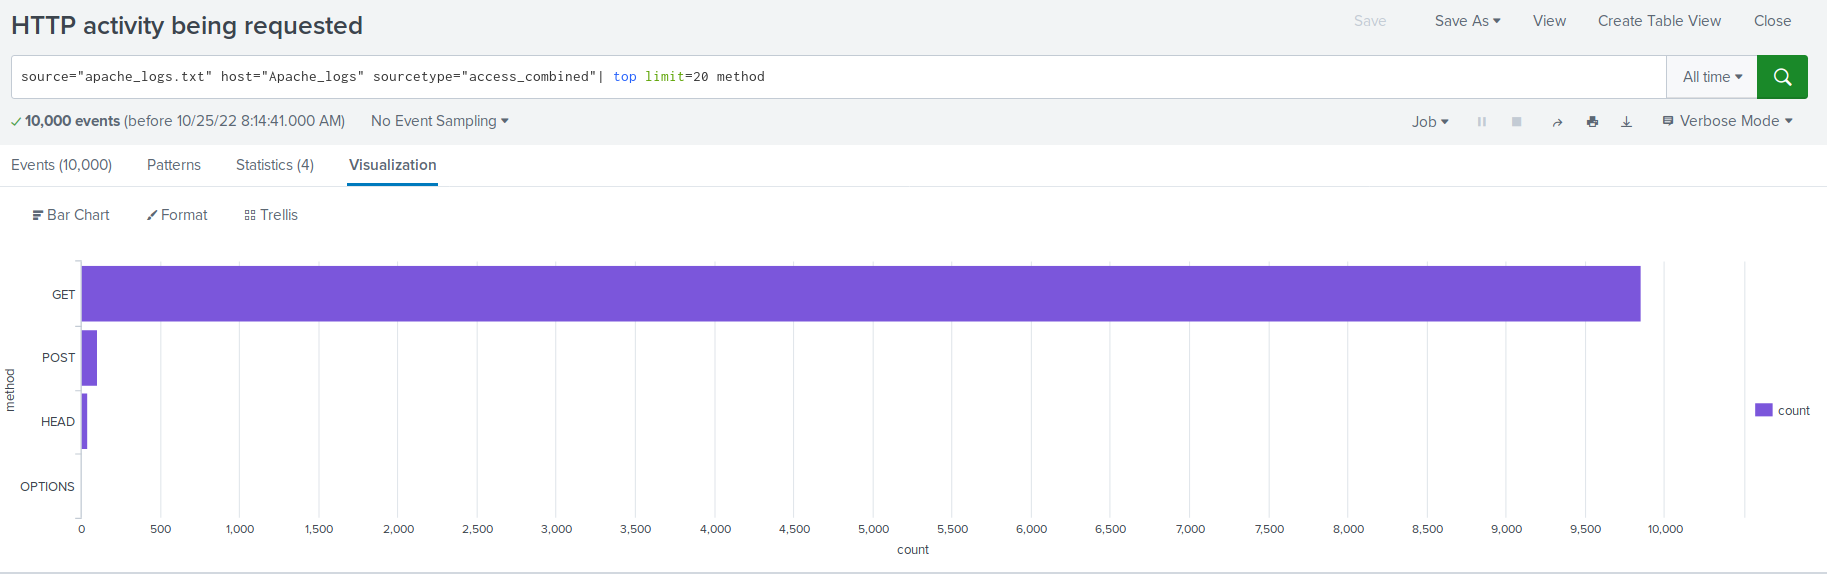 HTTP activity being requested
Save Save As View Create Table View Close
source="apache_logs.txt" host="Apache_logs" sourcetype="access_combined"| top limit=20 method
All time
10,000 events (before 10/25/22 8:14:41.000 AM) No Event Sampling
Job Verbose Mode
Events (10,000) Patterns Statistics (4) Visualization
Bar Chart Format Trellis
method
GET
POST
HEAD
OPTIONS
0 500 1,000 1,500 2,000 2,500 3,000 3,500 4,000 4,500 5,000 5,500 6,000 6,500 7,000 7,500 8,000 8,500 9,000 9,500 10,000
count
count